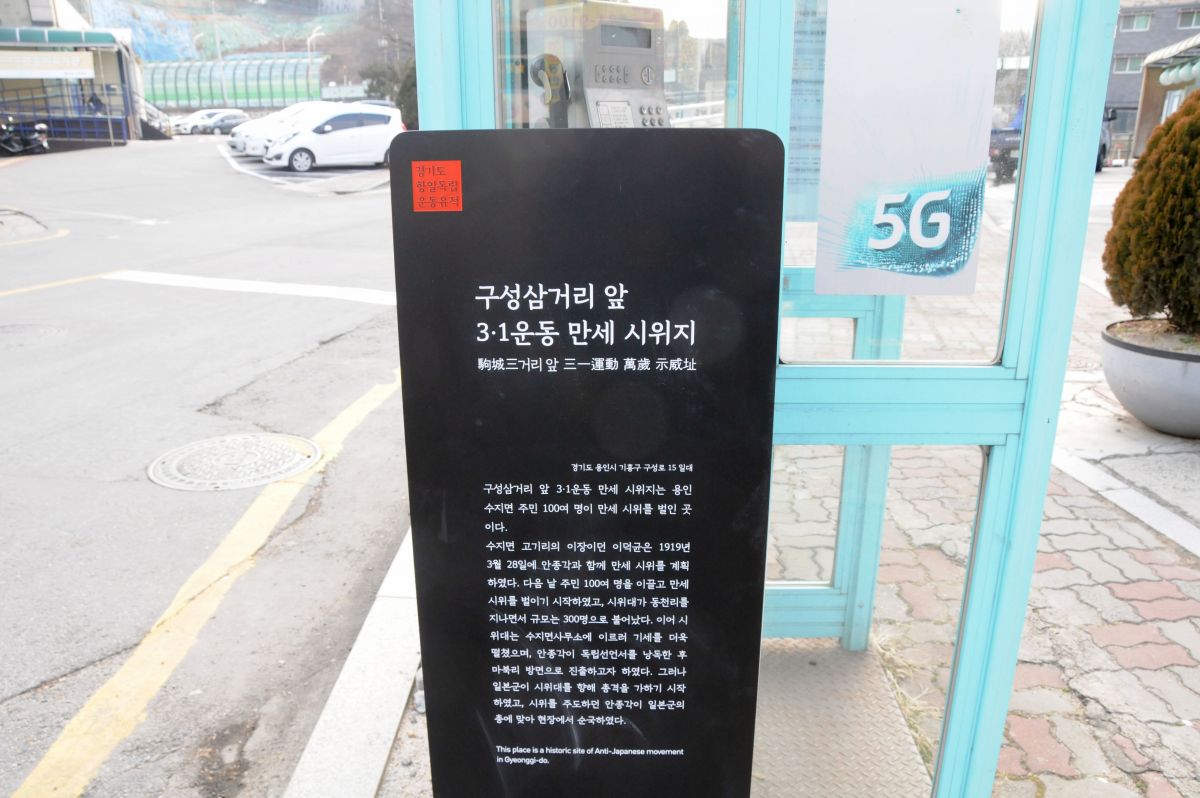 경기도
항일독립
운동유적
5G
구성삼거리 앞
3·1운동 만세 시위지
駒城三거리 앞 三一運動 萬歲 示威址
경기도 용인시 기흥구 구성로 15 일대
구성삼거리 앞 3·1운동 만세 시위지는 용인
수지면 주민 100여 명이 만세 시위를 벌인 곳
이다.
수지면 고기리의 이장이던 이덕균은 1919년
3월 28일에 안종각과 함께 만세 시위를 계획
하였다. 다음 날 주민 100여 명을 이끌고 만세
시위를 벌이기 시작하였고, 시위대가 동천리를
지나면서 규모는 300명으로 불어났다. 이어 시
위대는 수지면사무소에 이르러 기세를 더욱
떨쳤으며, 안종각이 독립선언서를 낭독한 후
마북리 방면으로 진출하고자 하였다. 그러나
일본군이 시위대를 향해 총격을 가하기 시작
하였고, 시위를 주도하던 안종각이 일본군의
총에 맞아 현장에서 순국하였다.
This place is a historic site of Anti-Japanese movement
in Gyeonggi-do.